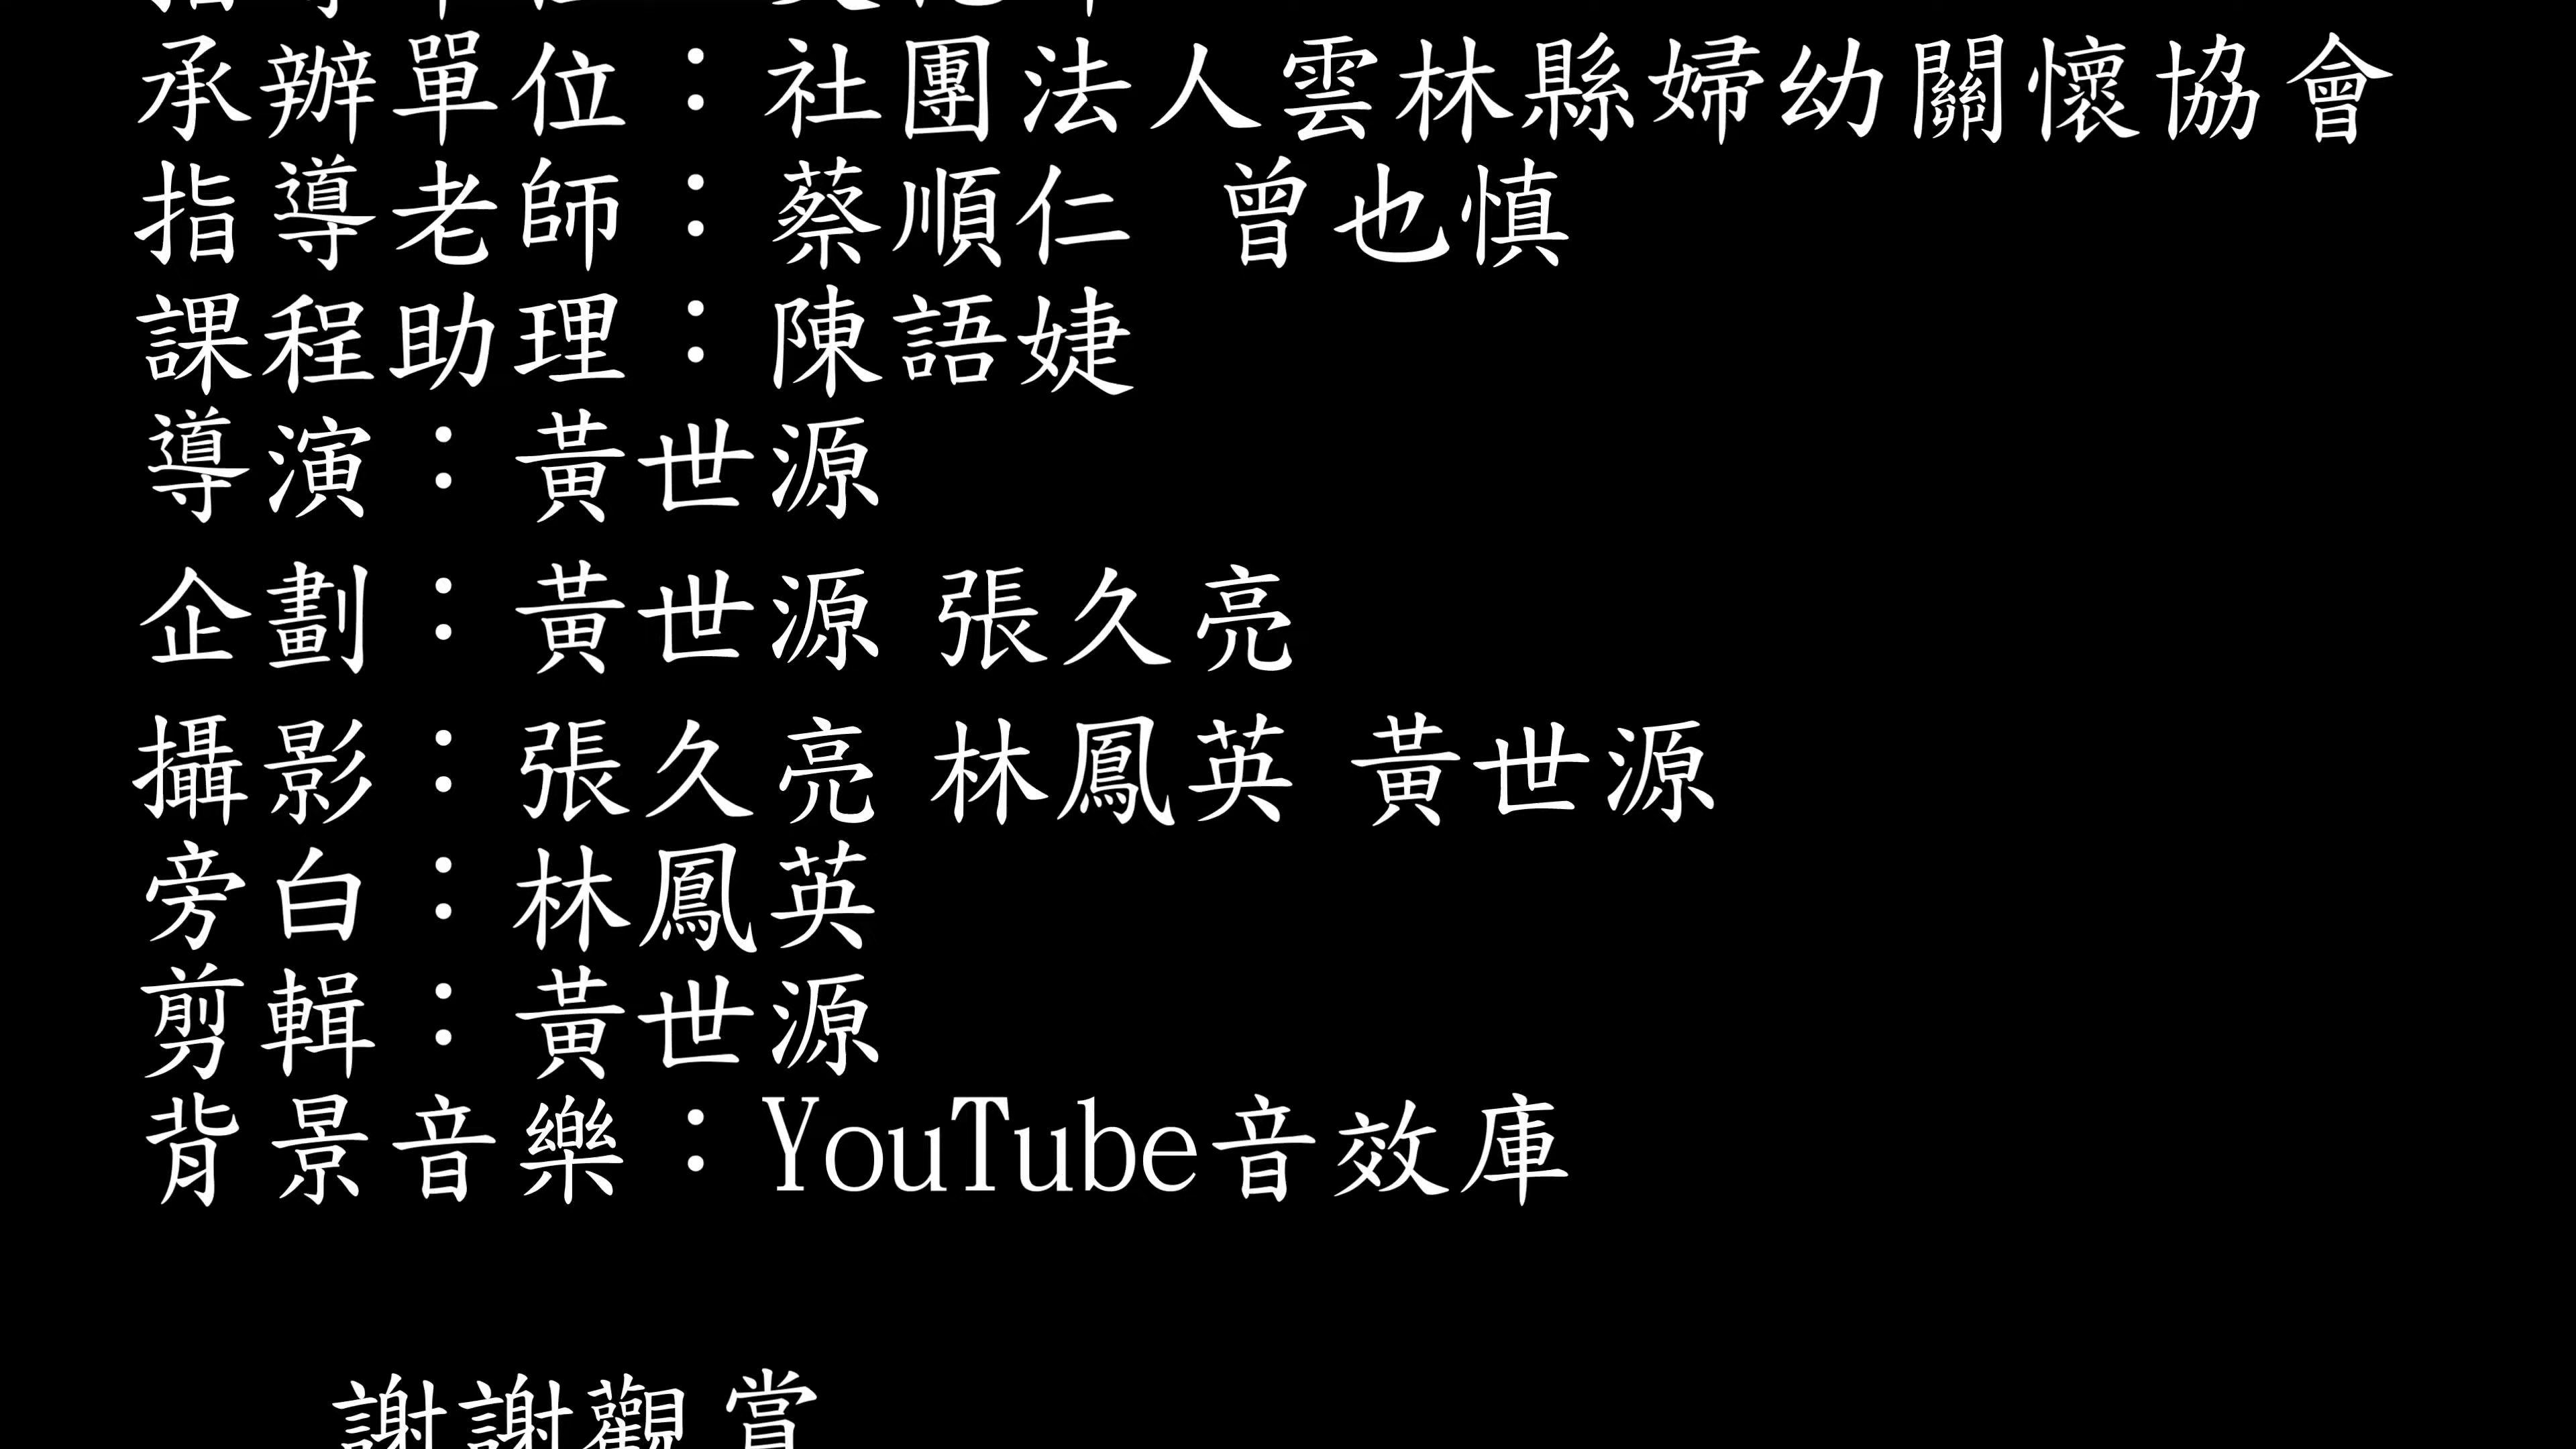 承辦單位：社團法人雲林縣婦幼關懷協會
指導老師：蔡順仁 曾也慎
課程助理：陳語婕
導演：黃世源
企劃：黃世源 張久亮
攝影：張久亮 林鳳英 黃世源
旁白：林鳳英
剪輯：黃世源
背景音樂：YouTube音效庫
謝謝觀賞